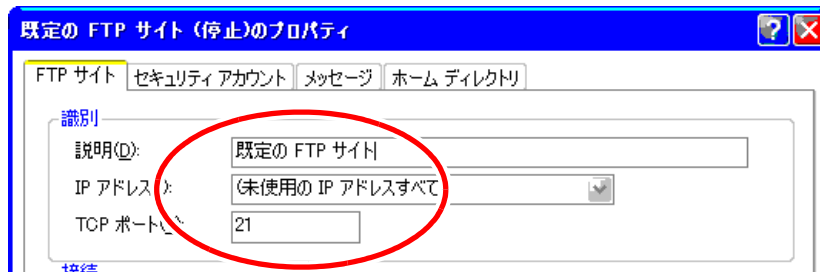 既定の FTP サイト (停止)のプロパティ
FTP サイト セキュリティ アカウント メッセージ ホーム ディレクトリ
識別
説明(D): 既定の FTP サイト
IP アドレス( ): (未使用の IP アドレスすべて
TCP ポート( ): 21
接続